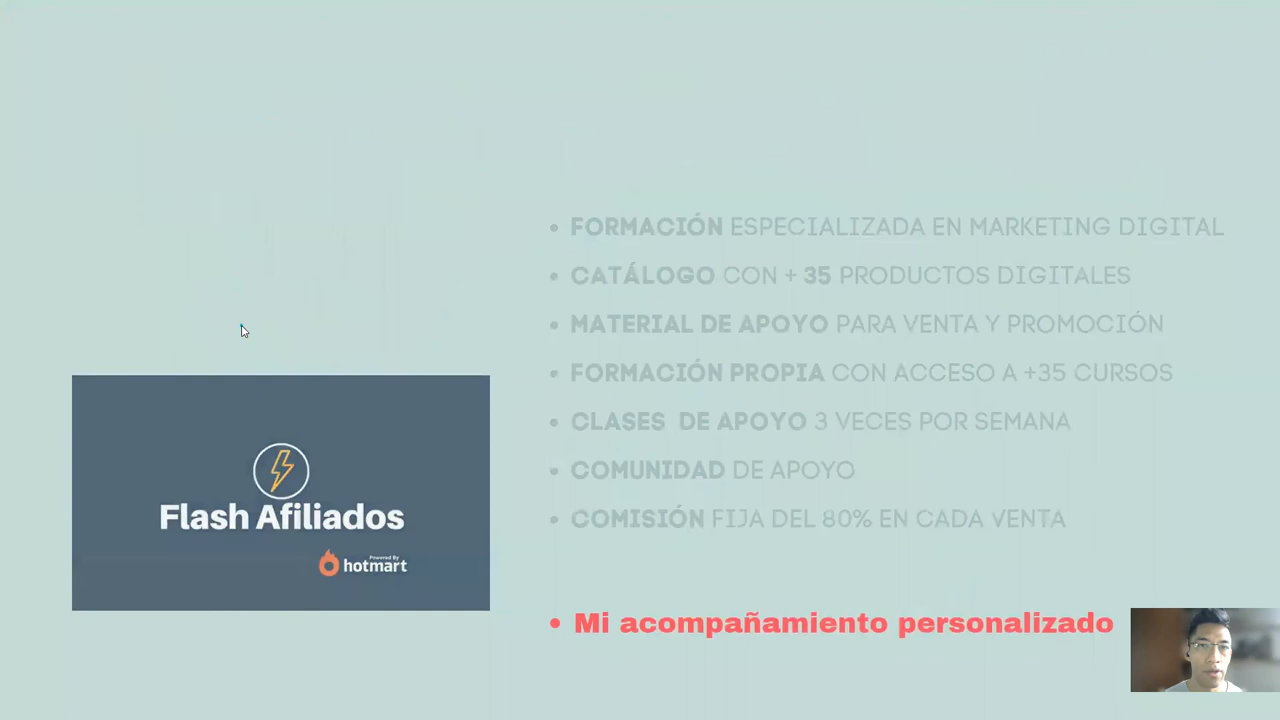 • FORMACIÓN ESPECIALIZADA EN MARKETING DIGITAL
• CATÁLOGO CON + 35 PRODUCTOS DIGITALES
• MATERIAL DE APOYO PARA VENTA Y PROMOCIÓN
• FORMACIÓN PROPIA CON ACCESO A +35 CURSOS
• CLASES DE APOYO 3 VECES POR SEMANA
• COMUNIDAD DE APOYO
• COMISIÓN FIJA DEL 80% EN CADA VENTA
Flash Afiliados
Powered By
hotmart
• Mi acompañamiento personalizado